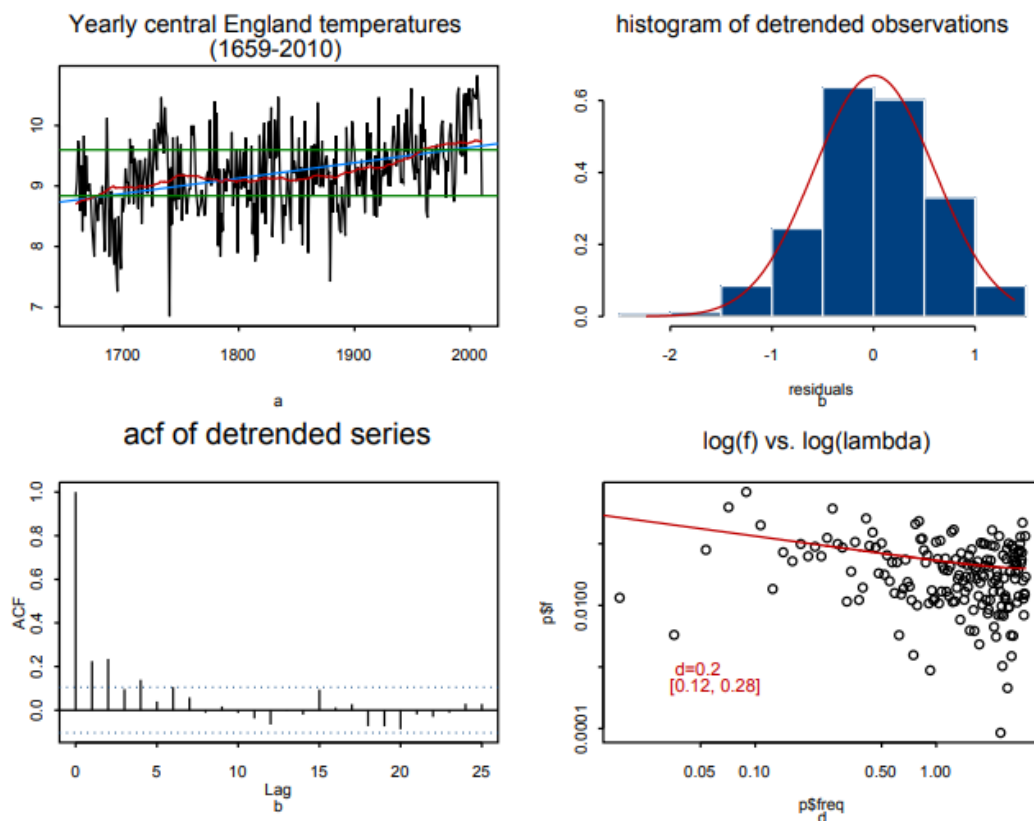 Yearly central England temperatures
(1659-2010)
10
9
8
7
1700
1800
1900
2000
a
histogram of detrended observations
0.6
0.4
0.2
0.0
-2
-1
0
1
residuals
b
acf of detrended series
ACF
1.0
0.8
0.6
0.4
0.2
0.0
0
5
10
15
20
25
Lag
b
log(f) vs. log(lambda)
p$f
0.0100
0.0001
d=0.2
[0.12, 0.28]
0.05
0.10
0.50
1.00
p$freq
d